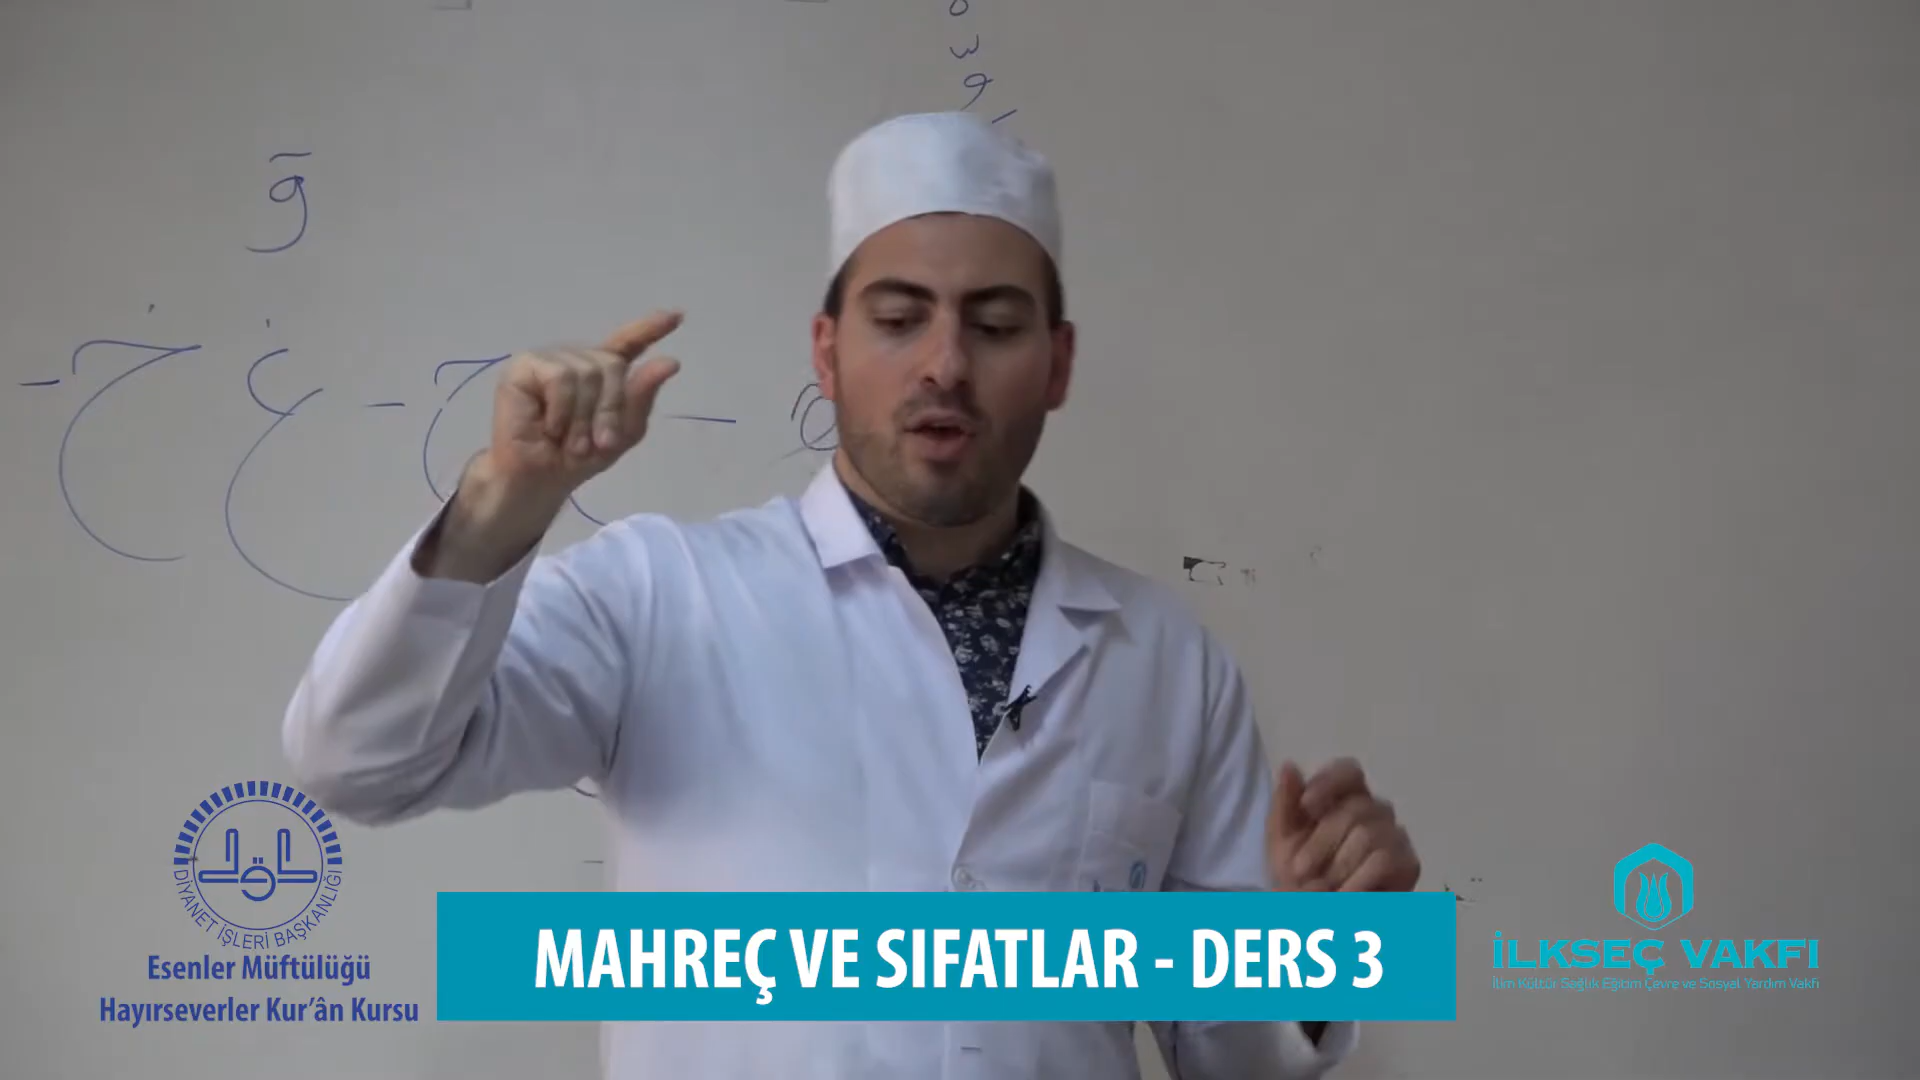 وَ
خ غ - ح - ه
DİYANET İŞLERİ BAŞKANLIĞI
Esenler Müftülüğü
Hayırseverler Kur'ân Kursu
MAHREÇ VE SIFATLAR - DERS 3
İLKSEÇ VAKFI
İlim Kültür Sağlık Eğitim Çevre ve Sosyal Yardım Vakfı